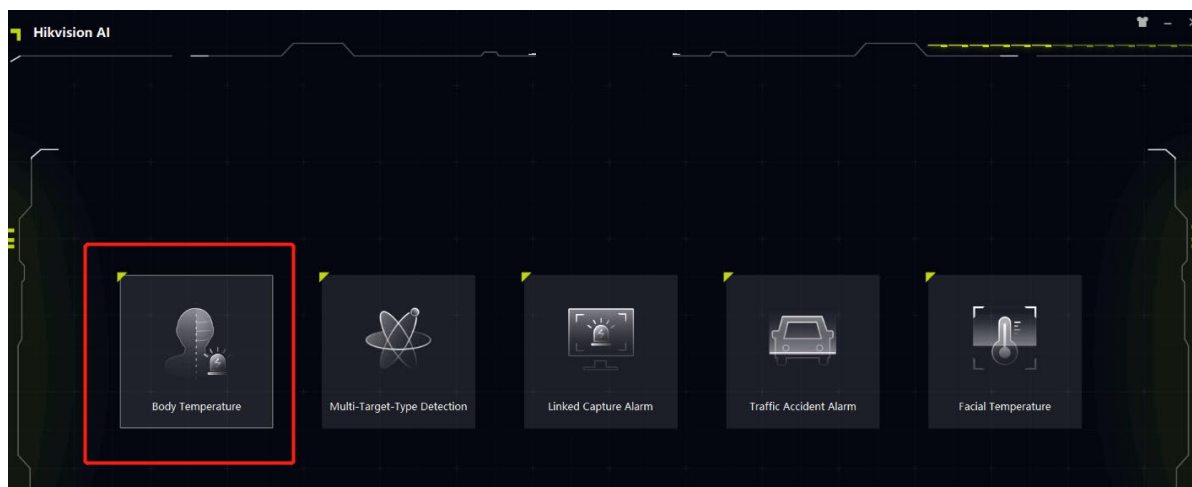 Hikvision AI
Body Temperature
Multi-Target-Type Detection
Linked Capture Alarm
Traffic Accident Alarm
Facial Temperature